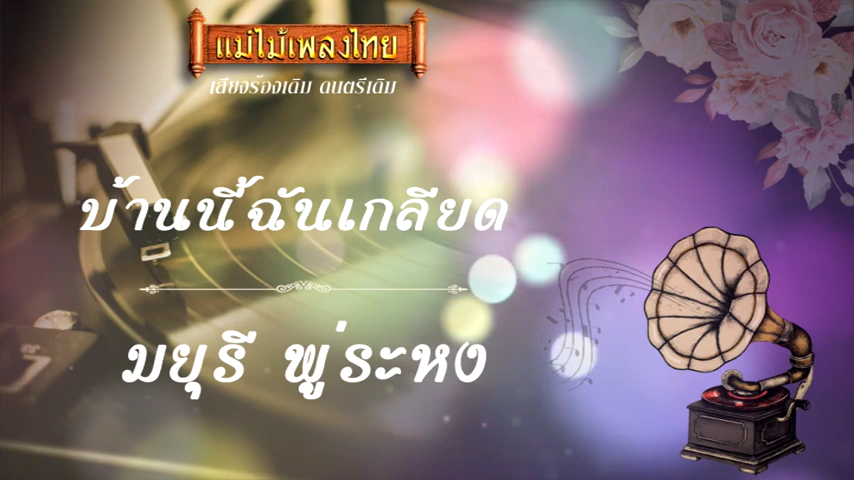 แม่ไม้เพลงไทย
เสียงร้องเดิม ดนตรีเดิม
บ้านนี้ฉันเกลียด
มยุรี พู่ระหง